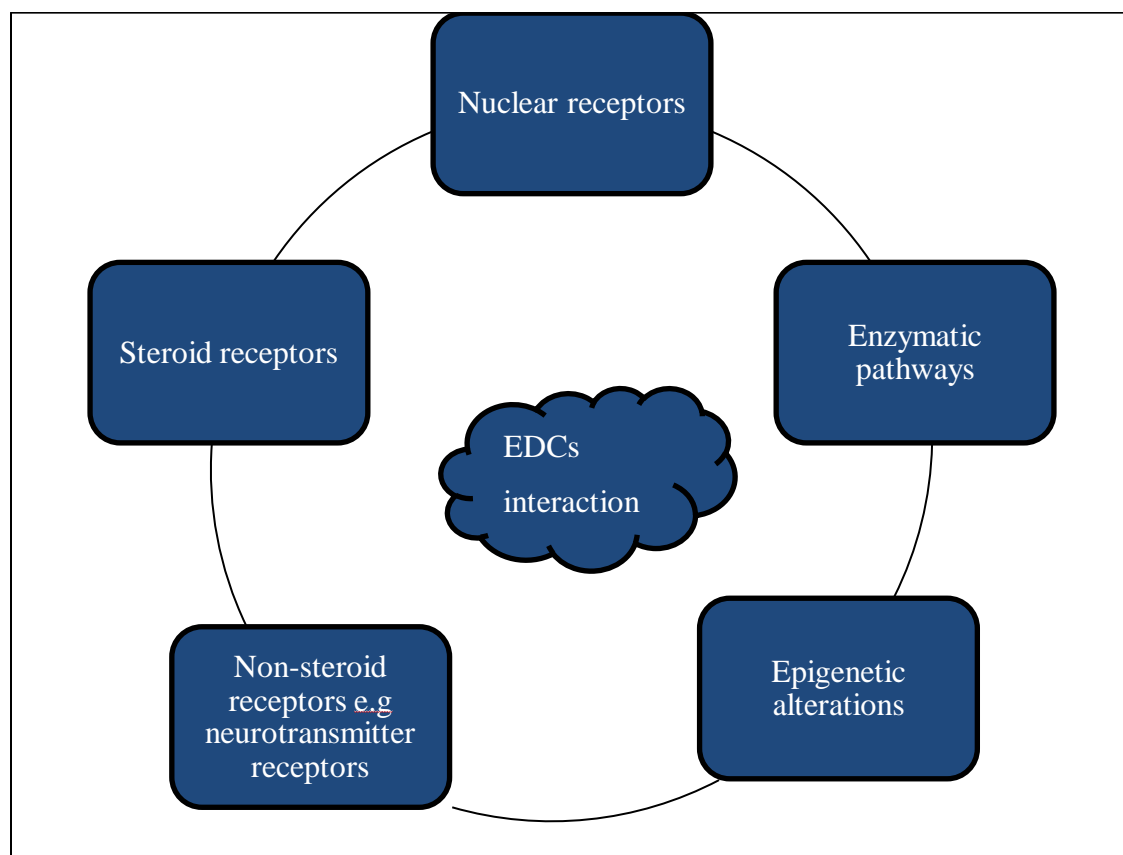 Nuclear receptors
Steroid receptors
Enzymatic
pathways
EDCs
interaction
Non-steroid
receptors e.g
neurotransmitter
receptors
Epigenetic
alterations